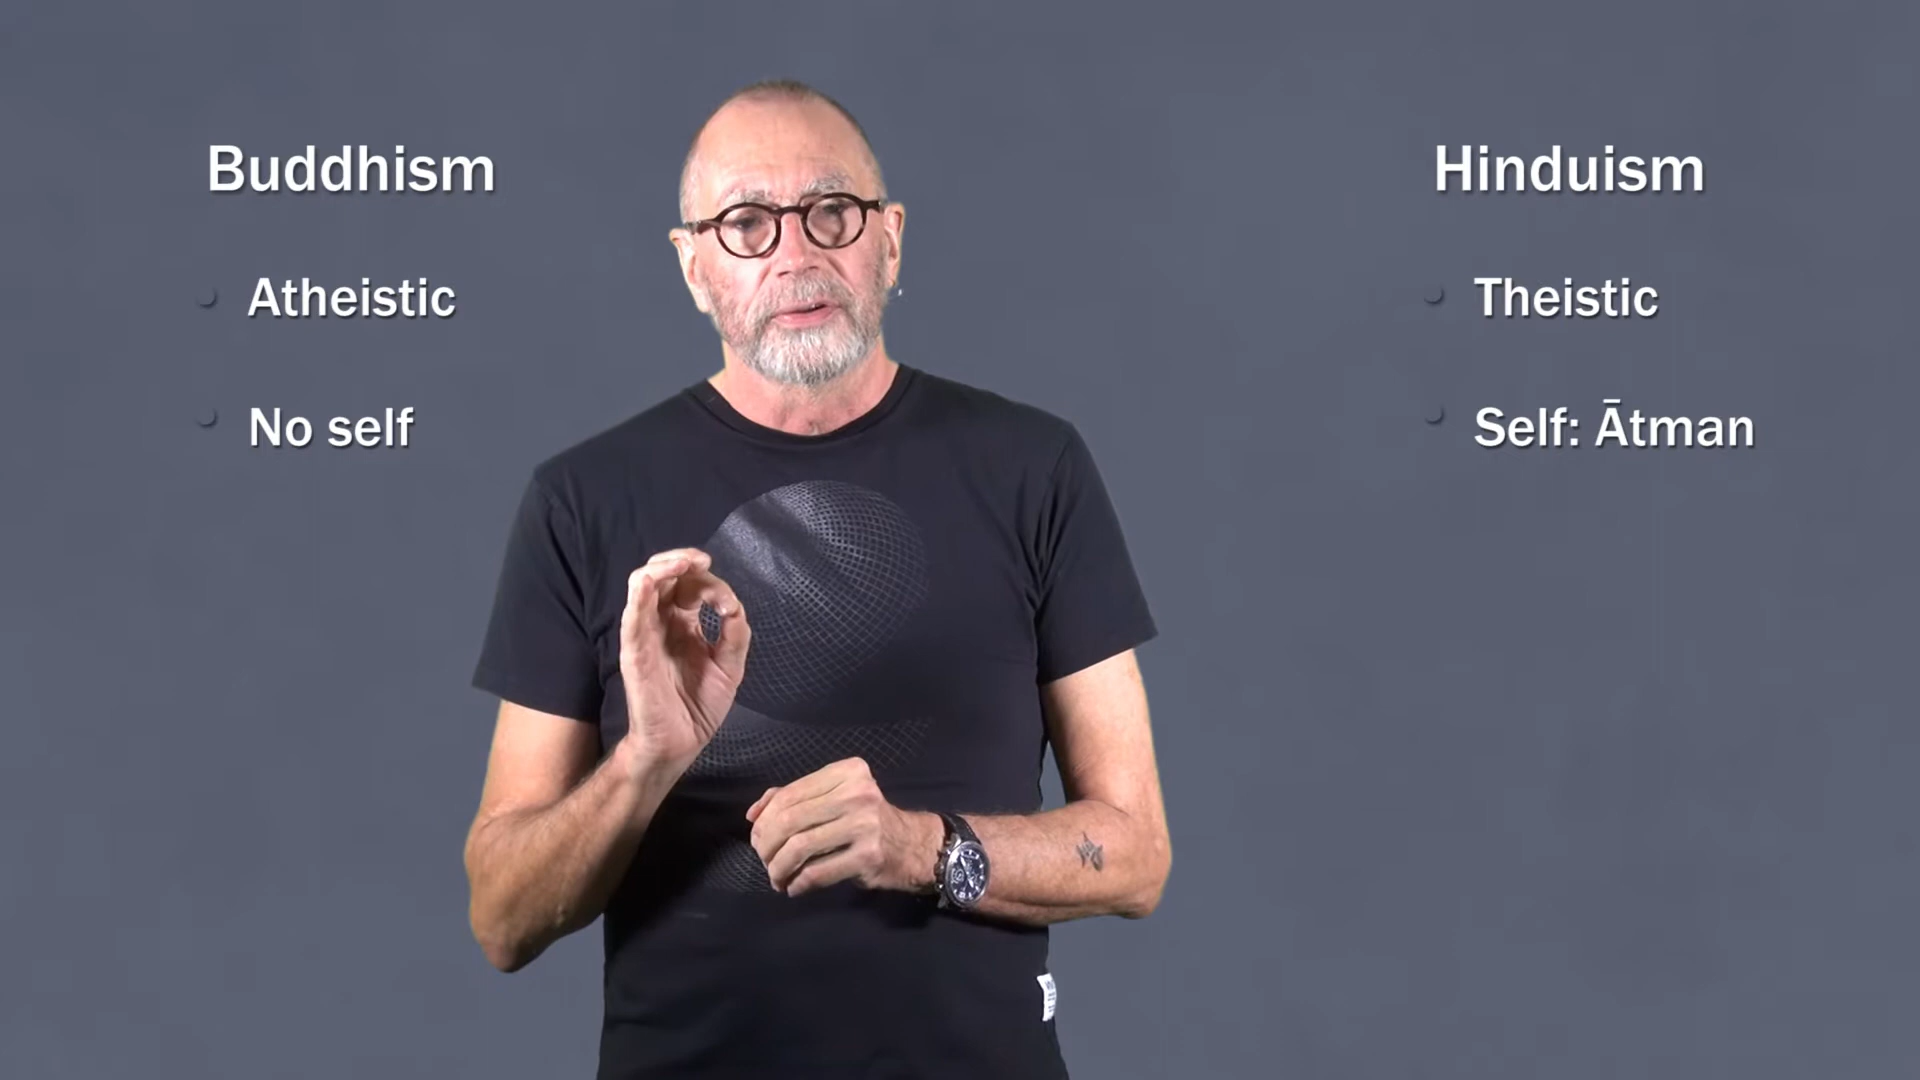 Buddhism
Atheistic
No self
Hinduism
Theistic
Self: Ātman